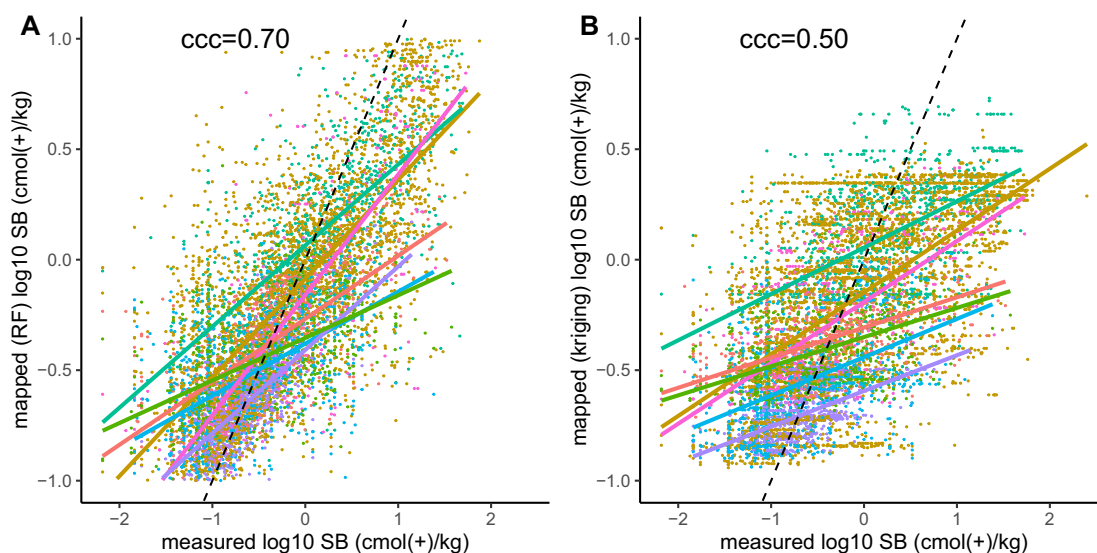 A
ccc=0.70
mapped (RF) log10 SB (cmol(+)/kg)
1.0
0.5
0.0
−0.5
−1.0
−2
−1
0
1
2
measured log10 SB (cmol(+)/kg)
B
ccc=0.50
mapped (kriging) log10 SB (cmol(+)/kg)
1.0
0.5
0.0
−0.5
−1.0
−2
−1
0
1
2
measured log10 SB (cmol(+)/kg)